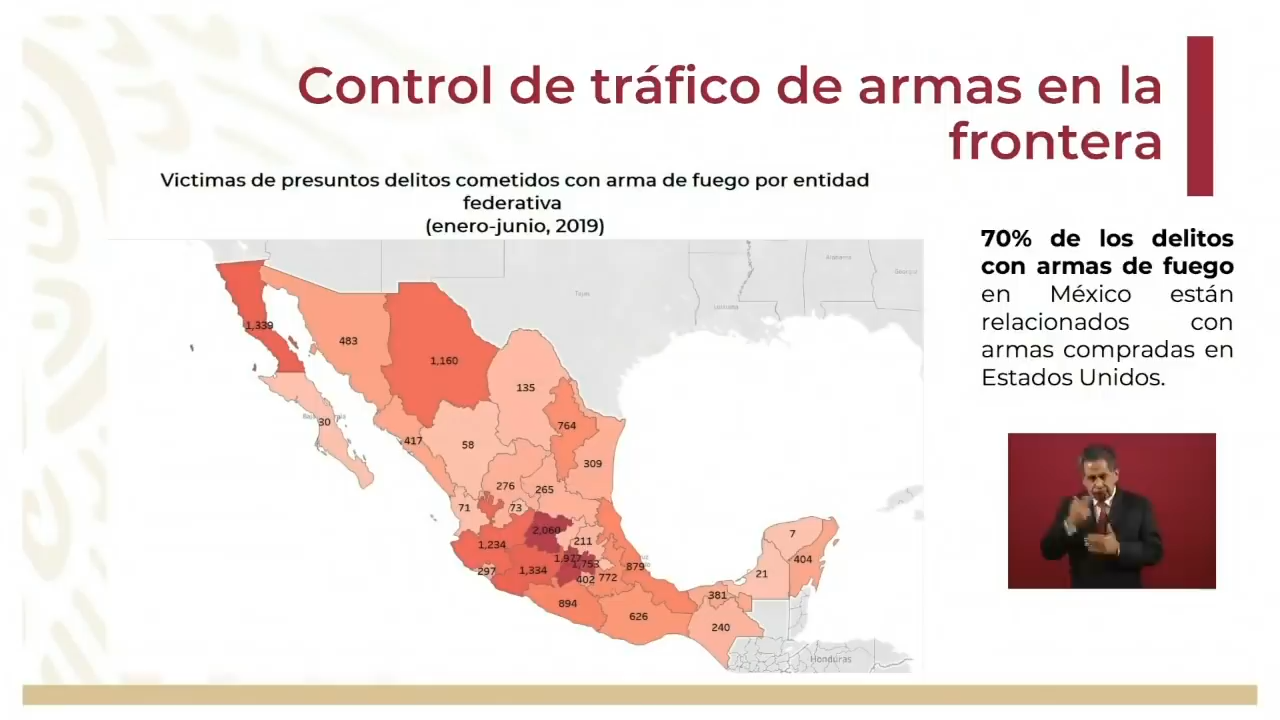 Control de tráfico de armas en la
frontera
Victimas de presuntos delitos cometidos con arma de fuego por entidad
federativa
(enero-junio, 2019)
70% de los delitos
con armas de fuego
en México están
relacionados con
armas compradas en
Estados Unidos.
1,339
483
1,160
135
30
417
58
764
309
276
265
71
73
2,060
1,234
211
1,334
1,753
297
402
772
879
894
626
381
240
7
404
21
Honduras